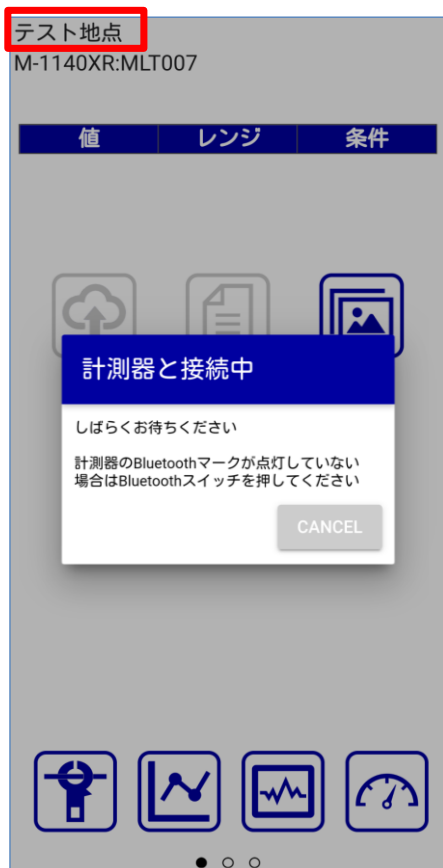 テスト地点
M-1140XR:MLT007
値 レンジ 条件
計測器と接続中
しばらくお待ちください
計測器のBluetoothマークが点灯していない
場合はBluetoothスイッチを押してください
CANCEL